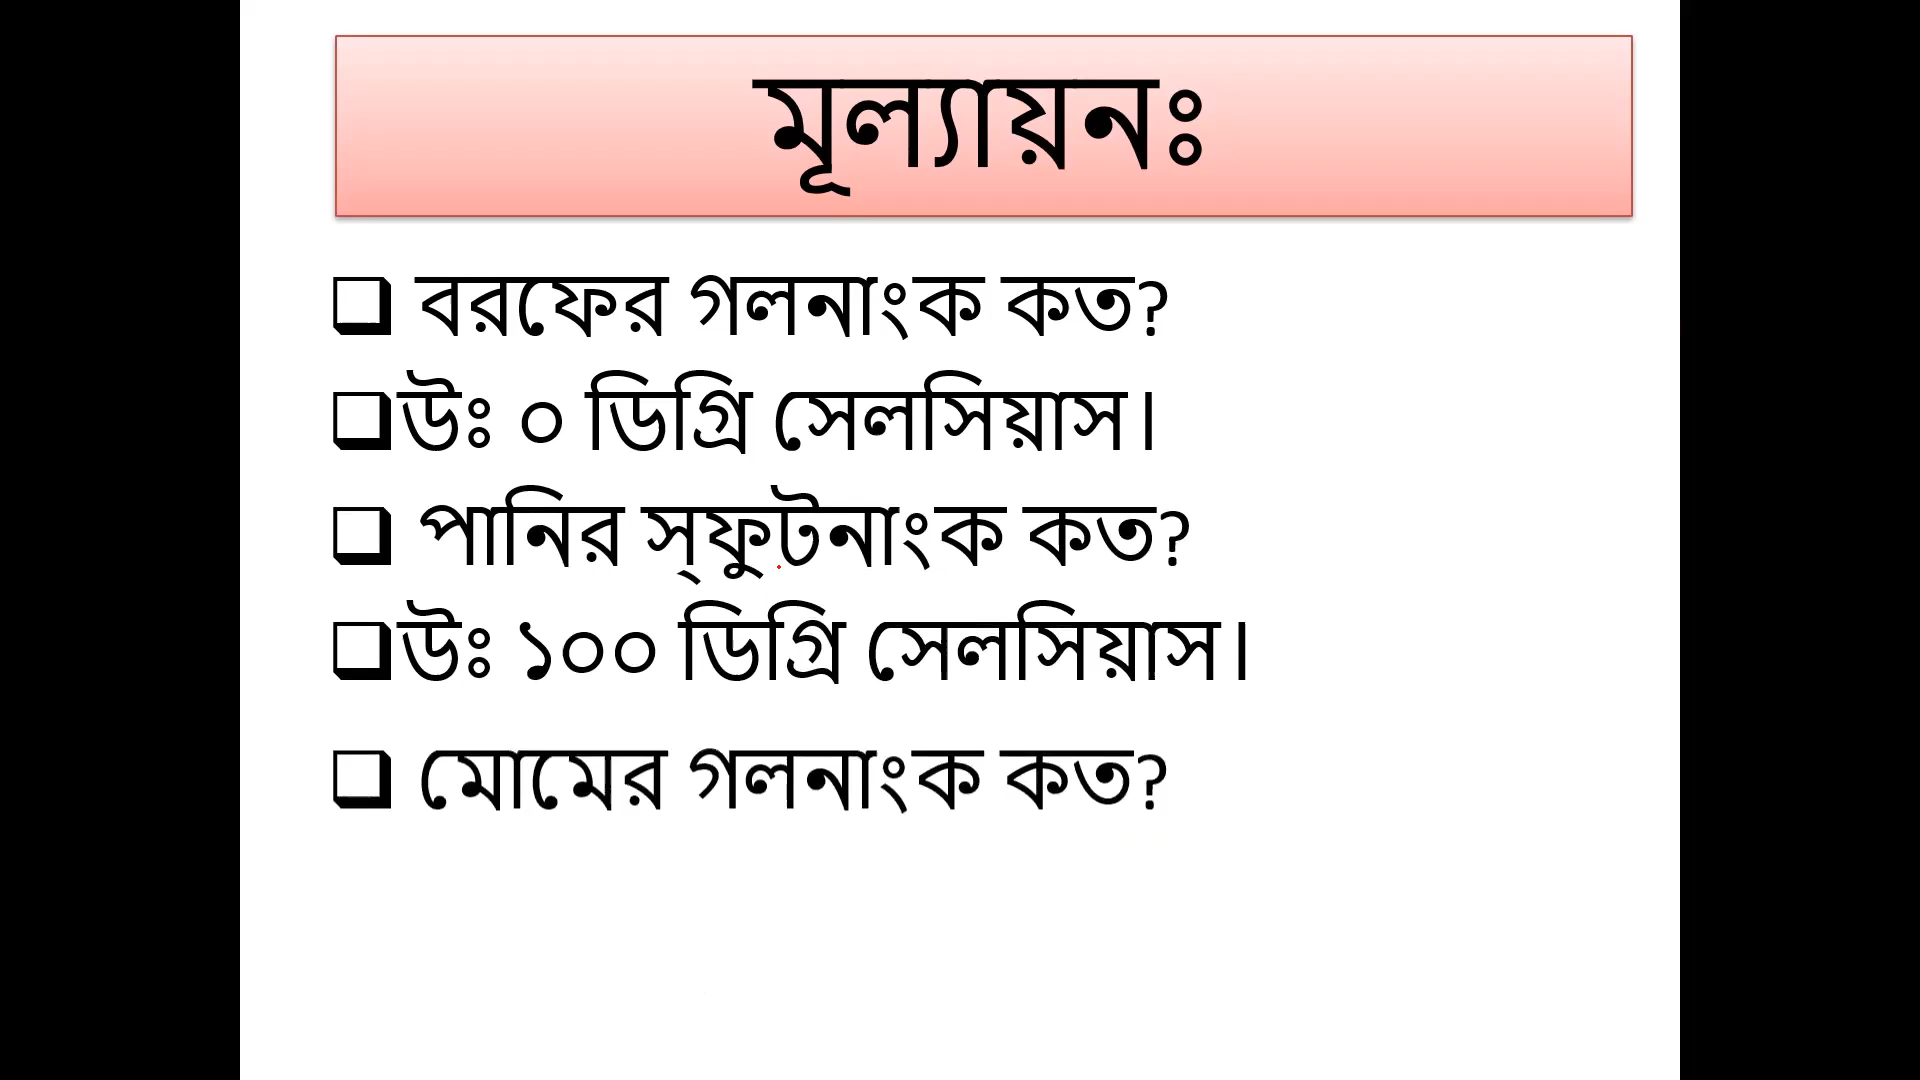 মূল্যায়নঃ
বরফের গলনাংক কত?
উঃ ০ ডিগ্রি সেলসিয়াস।
পানির স্ফুটনাংক কত?
উঃ ১০০ ডিগ্রি সেলসিয়াস।
মোমের গলনাংক কত?